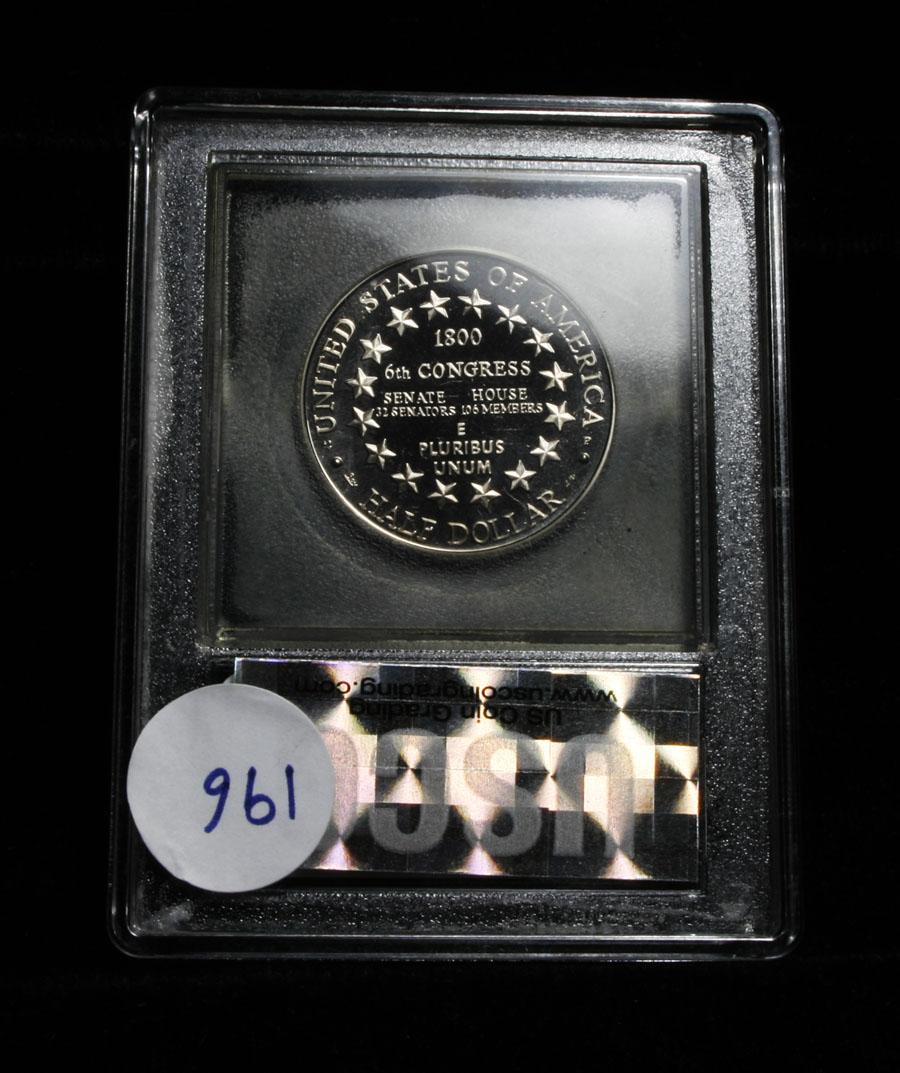 UNITED STATES OF AMERICA
1800
6th CONGRESS
SENATE HOUSE
32 SENATORS 106 MEMBERS
E
PLURIBUS
UNUM
HALF DOLLAR
www.uscoingrading.com
US Coin Grading
USCG
961